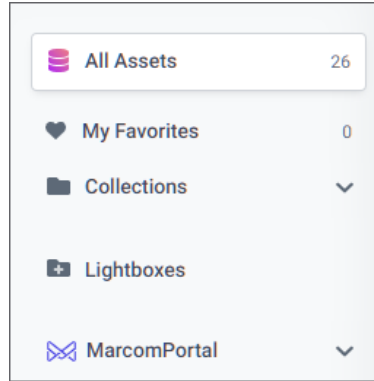 All Assets 26
My Favorites 0
Collections
Lightboxes
MarcomPortal